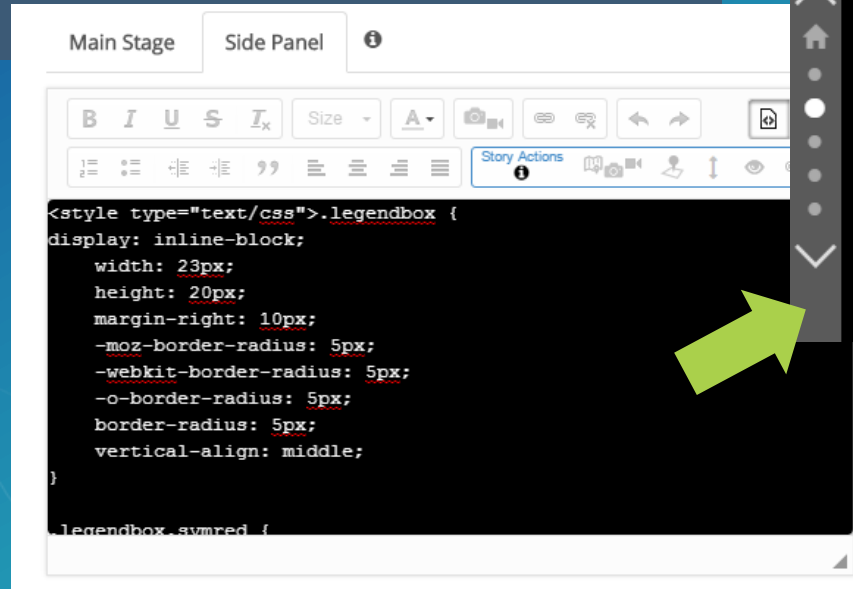 Main Stage
Side Panel
B I U S Ix Size A
Story Actions
<style type="text/css">.legendbox {
display: inline-block;
    width: 23px;
    height: 20px;
    margin-right: 10px;
    -moz-border-radius: 5px;
    -webkit-border-radius: 5px;
    -o-border-radius: 5px;
    border-radius: 5px;
    vertical-align: middle;
}
.legendbox.symred {